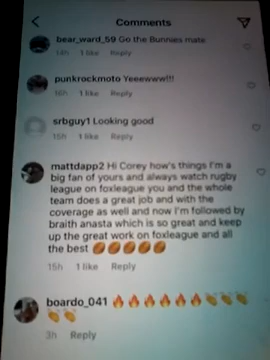 Comments
bear_ward_59 Go the Bunnies mate
14h 1 like Reply
punkrockmoto Yeeewww!!!
16h 1 like Reply
srbguy1 Looking good
15h 1 like Reply
mattdapp2 Hi Corey how's things I'm a
big fan of yours and always watch rugby
league on foxleague you and the whole
team does a great job and with the
coverage as well and now I'm followed by
braith anasta which is so great and keep
up the great work on foxleague and all
the best 🏉🏉🏉🏉🏉
15h 1 like Reply
boardo_041 🔥🔥🔥🔥🔥🔥👏👏👏
👏👏
3h Reply